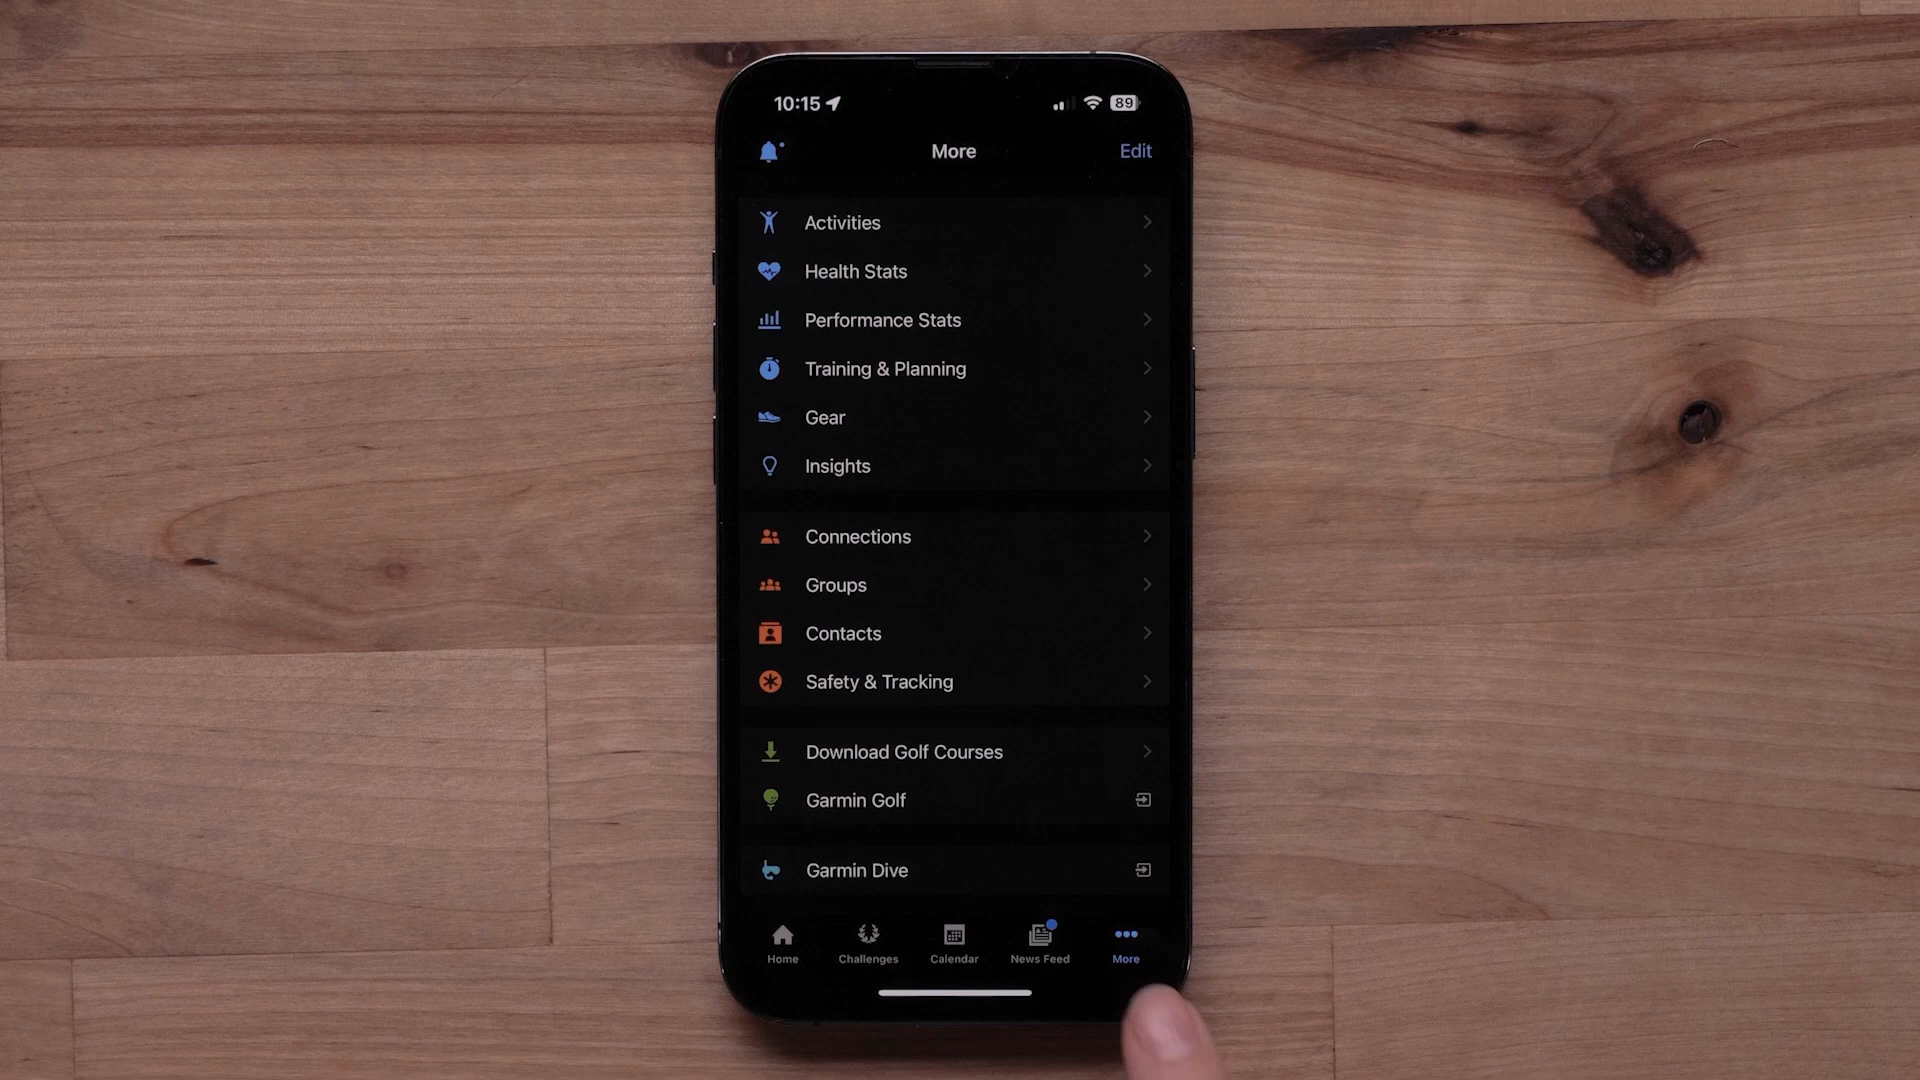 10:15
89
More
Edit
Activities
Health Stats
Performance Stats
Training & Planning
Gear
Insights
Connections
Groups
Contacts
Safety & Tracking
Download Golf Courses
Garmin Golf
Garmin Dive
Home
Challenges
Calendar
News Feed
More